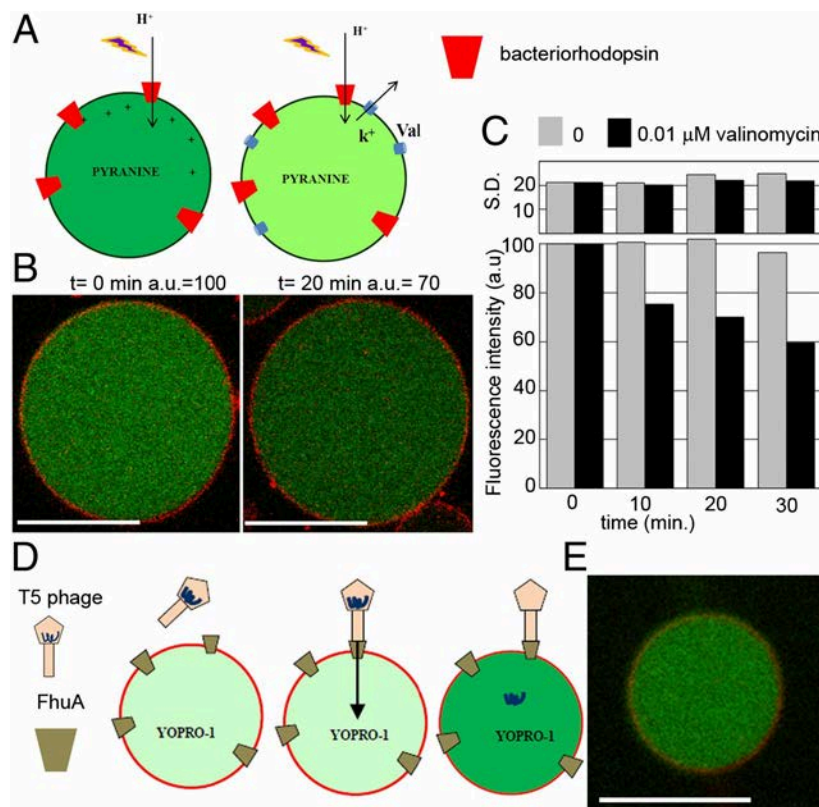 A
H⁺
H⁺
bacteriorhodopsin
+ + + + + +
PYRANINE
k⁺
Val
PYRANINE
C
0
0.01 μM valinomycin
S.D.
20
10
B
t= 0 min a.u.=100
t= 20 min a.u.= 70
Fluorescence intensity (a.u)
100
80
60
40
20
0
0
10
20
30
time (min.)
D
T5 phage
FhuA
YOPRO-1
YOPRO-1
YOPRO-1
E